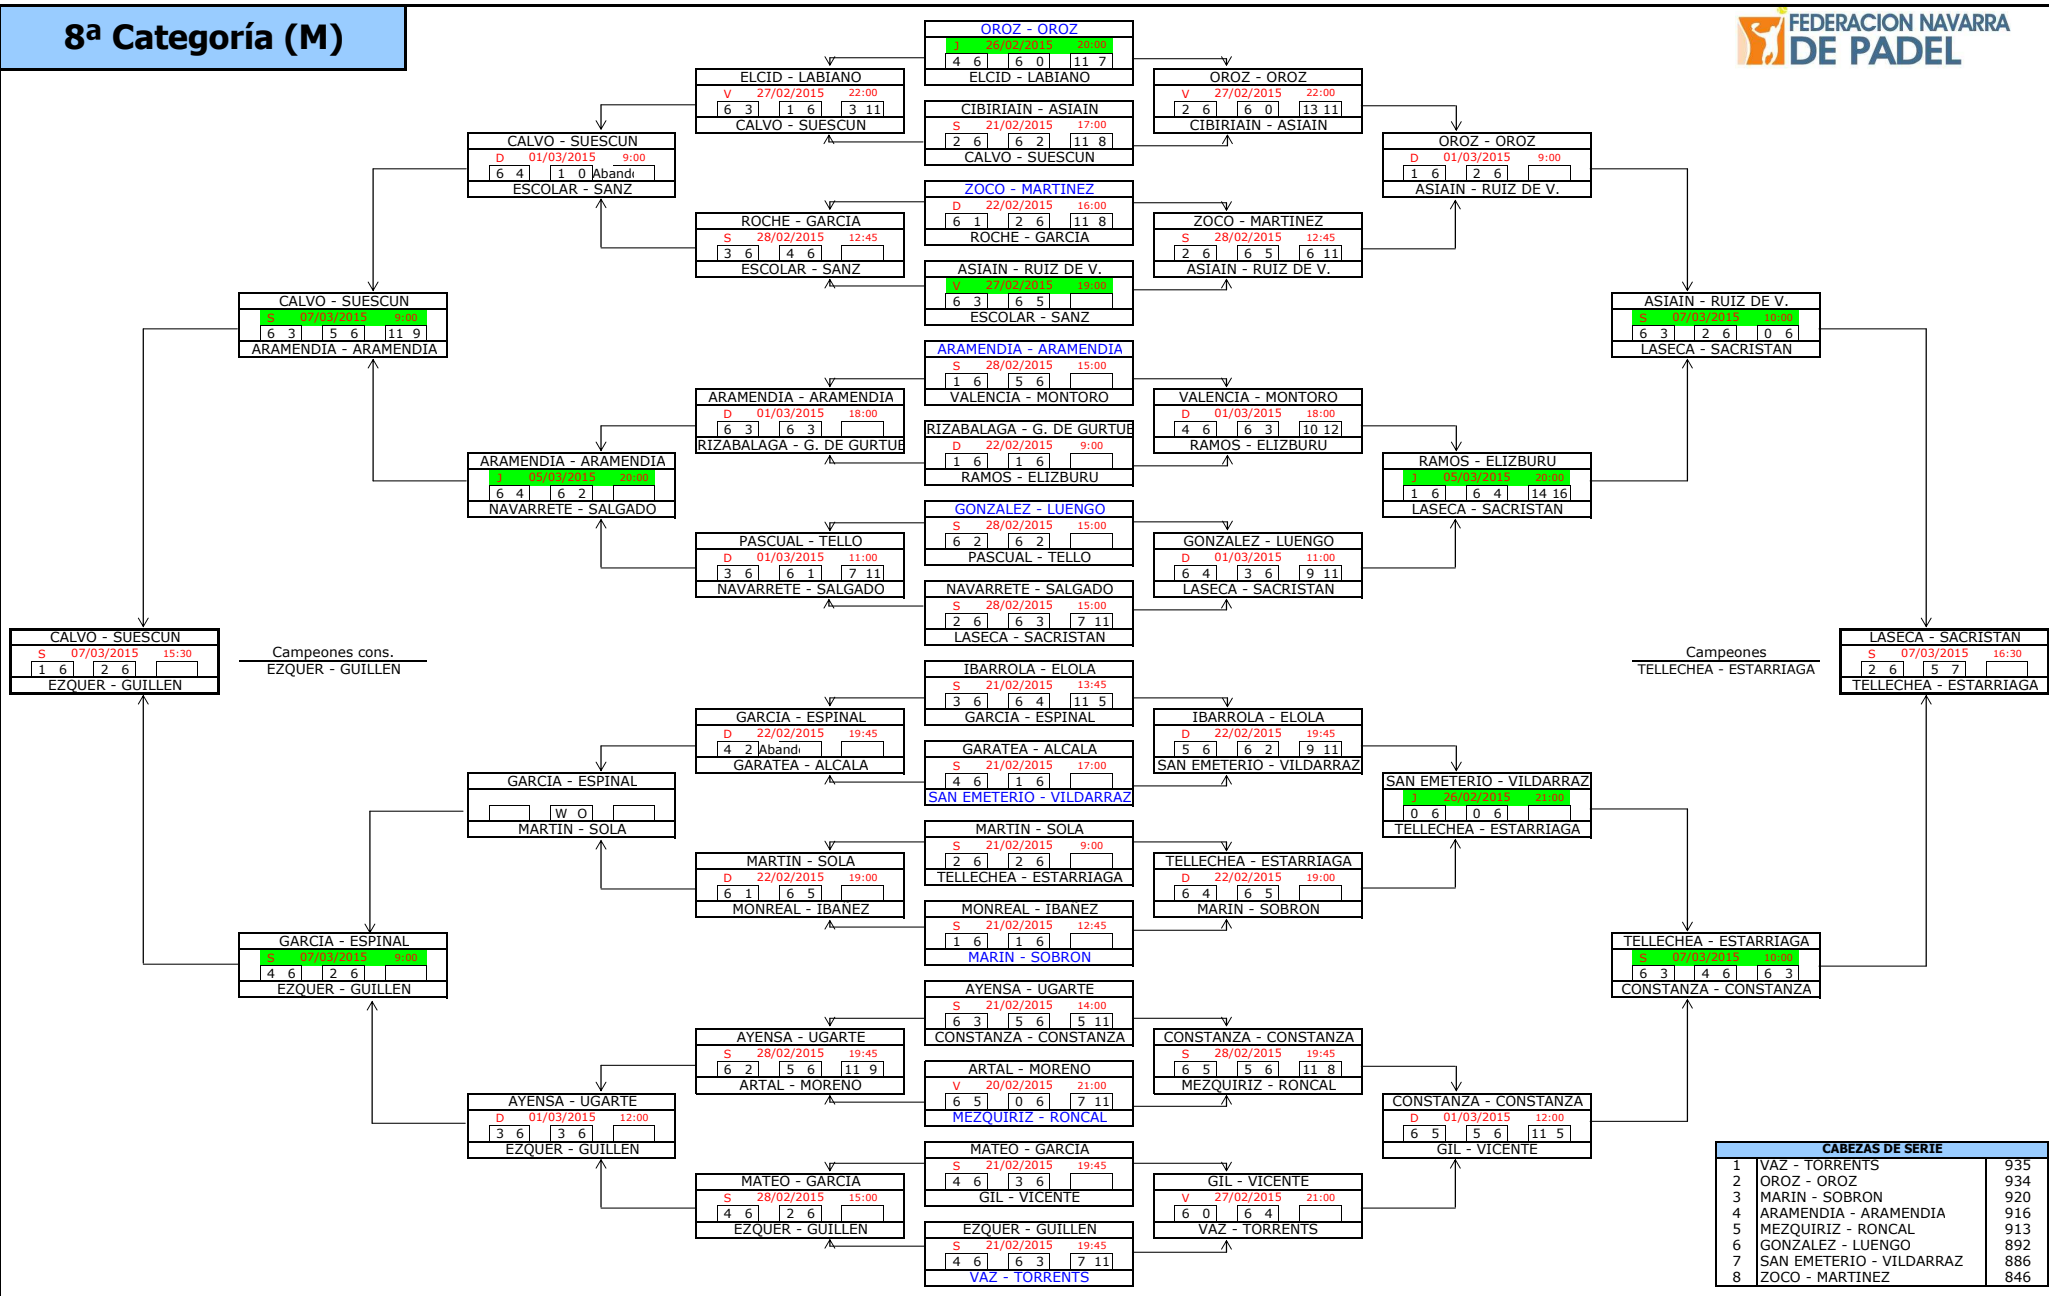 8ª Categoría (M)
FEDERACION NAVARRA
DE PADEL
OROZ - OROZ
J 26/02/2015 20:00
4 6 6 0 11 7
ELCID - LABIANO
CIBIRIAIN - ASIAIN
S 21/02/2015 17:00
2 6 6 2 11 8
CALVO - SUESCUN
ZOCO - MARTINEZ
D 22/02/2015 16:00
6 1 2 6 11 8
ROCHE - GARCIA
ASIAIN - RUIZ DE V.
V 27/02/2015 19:00
6 3 6 5
ESCOLAR - SANZ
ARAMENDIA - ARAMENDIA
S 28/02/2015 15:00
1 6 5 6
VALENCIA - MONTORO
RIZABALAGA - G. DE GURTUB
D 22/02/2015 9:00
1 6 1 6
RAMOS - ELIZBURU
GONZALEZ - LUENGO
S 28/02/2015 15:00
6 2 6 2
PASCUAL - TELLO
NAVARRETE - SALGADO
S 28/02/2015 15:00
2 6 6 3 7 11
LASECA - SACRISTAN
IBARROLA - ELOLA
S 21/02/2015 13:45
3 6 6 4 11 5
GARCIA - ESPINAL
GARATEA - ALCALA
S 21/02/2015 17:00
4 6 1 6
SAN EMETERIO - VILDARRAZ
MARTIN - SOLA
S 21/02/2015 9:00
2 6 2 6
TELLECHEA - ESTARRIAGA
MONREAL - IBAÑEZ
S 21/02/2015 12:45
1 6 1 6
MARIN - SOBRON
AYENSA - UGARTE
S 21/02/2015 14:00
6 3 5 6 5 11
CONSTANZA - CONSTANZA
ARTAL - MORENO
V 20/02/2015 21:00
6 5 0 6 7 11
MEZQUIRIZ - RONCAL
MATEO - GARCIA
S 21/02/2015 19:45
4 6 3 6
GIL - VICENTE
EZQUER - GUILLEN
S 21/02/2015 19:45
4 6 6 3 7 11
VAZ - TORRENTS
ELCID - LABIANO
V 27/02/2015 22:00
6 3 1 6 3 11
CALVO - SUESCUN
ROCHE - GARCIA
S 28/02/2015 12:45
3 6 4 6
ESCOLAR - SANZ
ARAMENDIA - ARAMENDIA
D 01/03/2015 18:00
6 3 6 3
RIZABALAGA - G. DE GURTUB
PASCUAL - TELLO
D 01/03/2015 11:00
3 6 6 1 7 11
NAVARRETE - SALGADO
GARCIA - ESPINAL
D 22/02/2015 19:45
4 2 Aband
GARATEA - ALCALA
MARTIN - SOLA
D 22/02/2015 19:00
6 1 6 5
MONREAL - IBAÑEZ
AYENSA - UGARTE
S 28/02/2015 19:45
6 2 5 6 11 9
ARTAL - MORENO
MATEO - GARCIA
S 28/02/2015 15:00
4 6 2 6
EZQUER - GUILLEN
CALVO - SUESCUN
D 01/03/2015 9:00
6 4 1 0 Aband
ESCOLAR - SANZ
ARAMENDIA - ARAMENDIA
J 05/03/2015 20:00
6 4 6 2
NAVARRETE - SALGADO
GARCIA - ESPINAL
W O
MARTIN - SOLA
AYENSA - UGARTE
D 01/03/2015 12:00
3 6 3 6
EZQUER - GUILLEN
CALVO - SUESCUN
S 07/03/2015 9:00
6 3 5 6 11 9
ARAMENDIA - ARAMENDIA
GARCIA - ESPINAL
S 07/03/2015 9:00
4 6 2 6
EZQUER - GUILLEN
CALVO - SUESCUN
S 07/03/2015 15:30
1 6 2 6
EZQUER - GUILLEN
Campeones cons.
EZQUER - GUILLEN
OROZ - OROZ
V 27/02/2015 22:00
2 6 6 0 13 11
CIBIRIAIN - ASIAIN
ZOCO - MARTINEZ
S 28/02/2015 12:45
2 6 6 5 6 11
ASIAIN - RUIZ DE V.
VALENCIA - MONTORO
D 01/03/2015 18:00
4 6 6 3 10 12
RAMOS - ELIZBURU
GONZALEZ - LUENGO
D 01/03/2015 11:00
6 4 3 6 9 11
LASECA - SACRISTAN
IBARROLA - ELOLA
D 22/02/2015 19:45
5 6 6 2 9 11
SAN EMETERIO - VILDARRAZ
TELLECHEA - ESTARRIAGA
D 22/02/2015 19:00
6 4 6 5
MARIN - SOBRON
CONSTANZA - CONSTANZA
S 28/02/2015 19:45
6 5 5 6 11 8
MEZQUIRIZ - RONCAL
GIL - VICENTE
V 27/02/2015 21:00
6 0 6 4
VAZ - TORRENTS
OROZ - OROZ
D 01/03/2015 9:00
1 6 2 6
ASIAIN - RUIZ DE V.
RAMOS - ELIZBURU
J 05/03/2015 20:00
1 6 6 4 14 16
LASECA - SACRISTAN
SAN EMETERIO - VILDARRAZ
J 26/02/2015 21:00
0 6 0 6
TELLECHEA - ESTARRIAGA
CONSTANZA - CONSTANZA
D 01/03/2015 12:00
6 5 5 6 11 5
GIL - VICENTE
ASIAIN - RUIZ DE V.
S 07/03/2015 10:00
6 3 2 6 0 6
LASECA - SACRISTAN
TELLECHEA - ESTARRIAGA
S 07/03/2015 10:00
6 3 4 6 6 3
CONSTANZA - CONSTANZA
Campeones
TELLECHEA - ESTARRIAGA
LASECA - SACRISTAN
S 07/03/2015 16:30
2 6 5 7
TELLECHEA - ESTARRIAGA
CABEZAS DE SERIE
1 VAZ - TORRENTS 935
2 OROZ - OROZ 934
3 MARIN - SOBRON 920
4 ARAMENDIA - ARAMENDIA 916
5 MEZQUIRIZ - RONCAL 913
6 GONZALEZ - LUENGO 892
7 SAN EMETERIO - VILDARRAZ 886
8 ZOCO - MARTINEZ 846